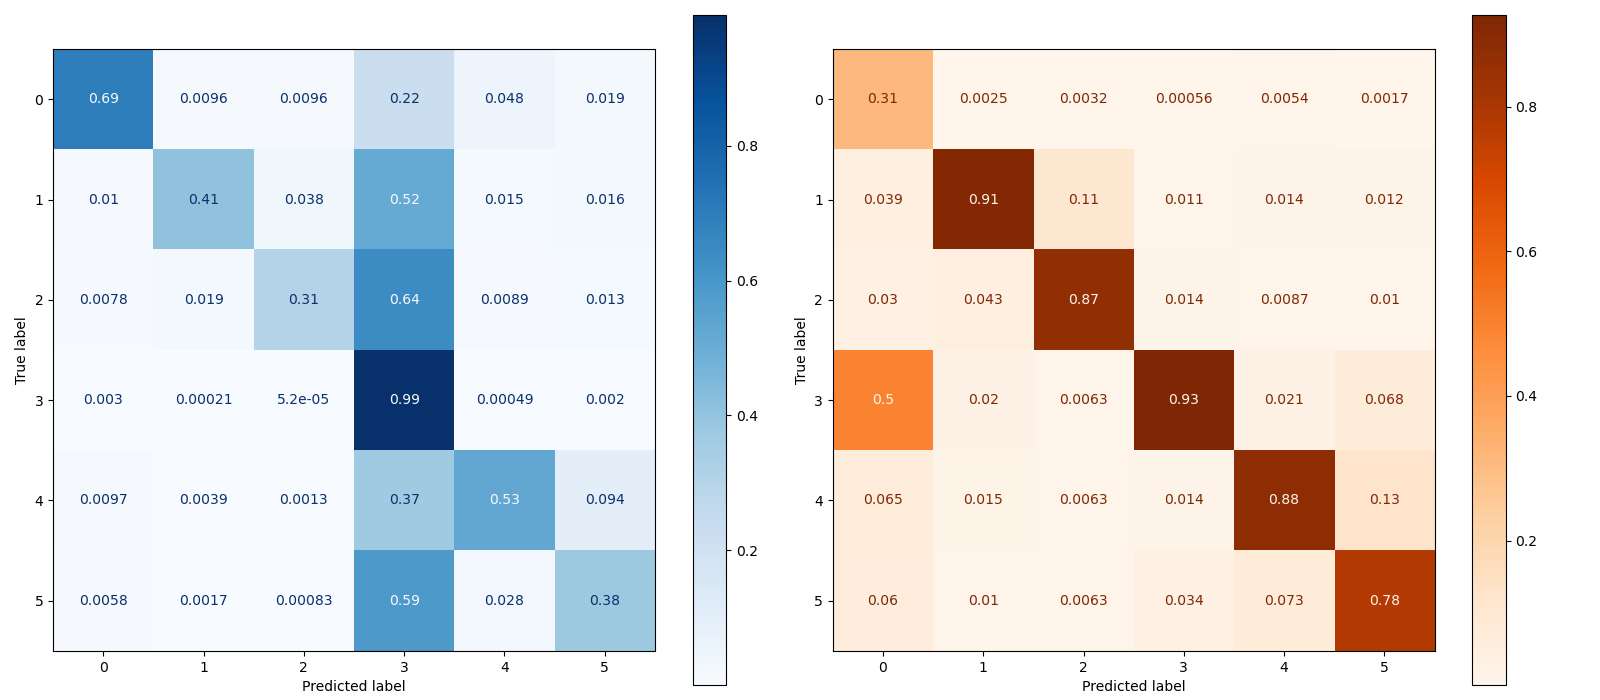 0 0.69 0.0096 0.0096 0.22 0.048 0.019
1 0.01 0.41 0.038 0.52 0.015 0.016
2 0.0078 0.019 0.31 0.64 0.0089 0.013
3 0.003 0.00021 5.2e-05 0.99 0.00049 0.002
4 0.0097 0.0039 0.0013 0.37 0.53 0.094
5 0.0058 0.0017 0.00083 0.59 0.028 0.38
0 1 2 3 4 5
True label
Predicted label
0.8
0.6
0.4
0.2
0 0.31 0.0025 0.0032 0.00056 0.0054 0.0017
1 0.039 0.91 0.11 0.011 0.014 0.012
2 0.03 0.043 0.87 0.014 0.0087 0.01
3 0.5 0.02 0.0063 0.93 0.021 0.068
4 0.065 0.015 0.0063 0.014 0.88 0.13
5 0.06 0.01 0.0063 0.034 0.073 0.78
0 1 2 3 4 5
True label
Predicted label
0.8
0.6
0.4
0.2